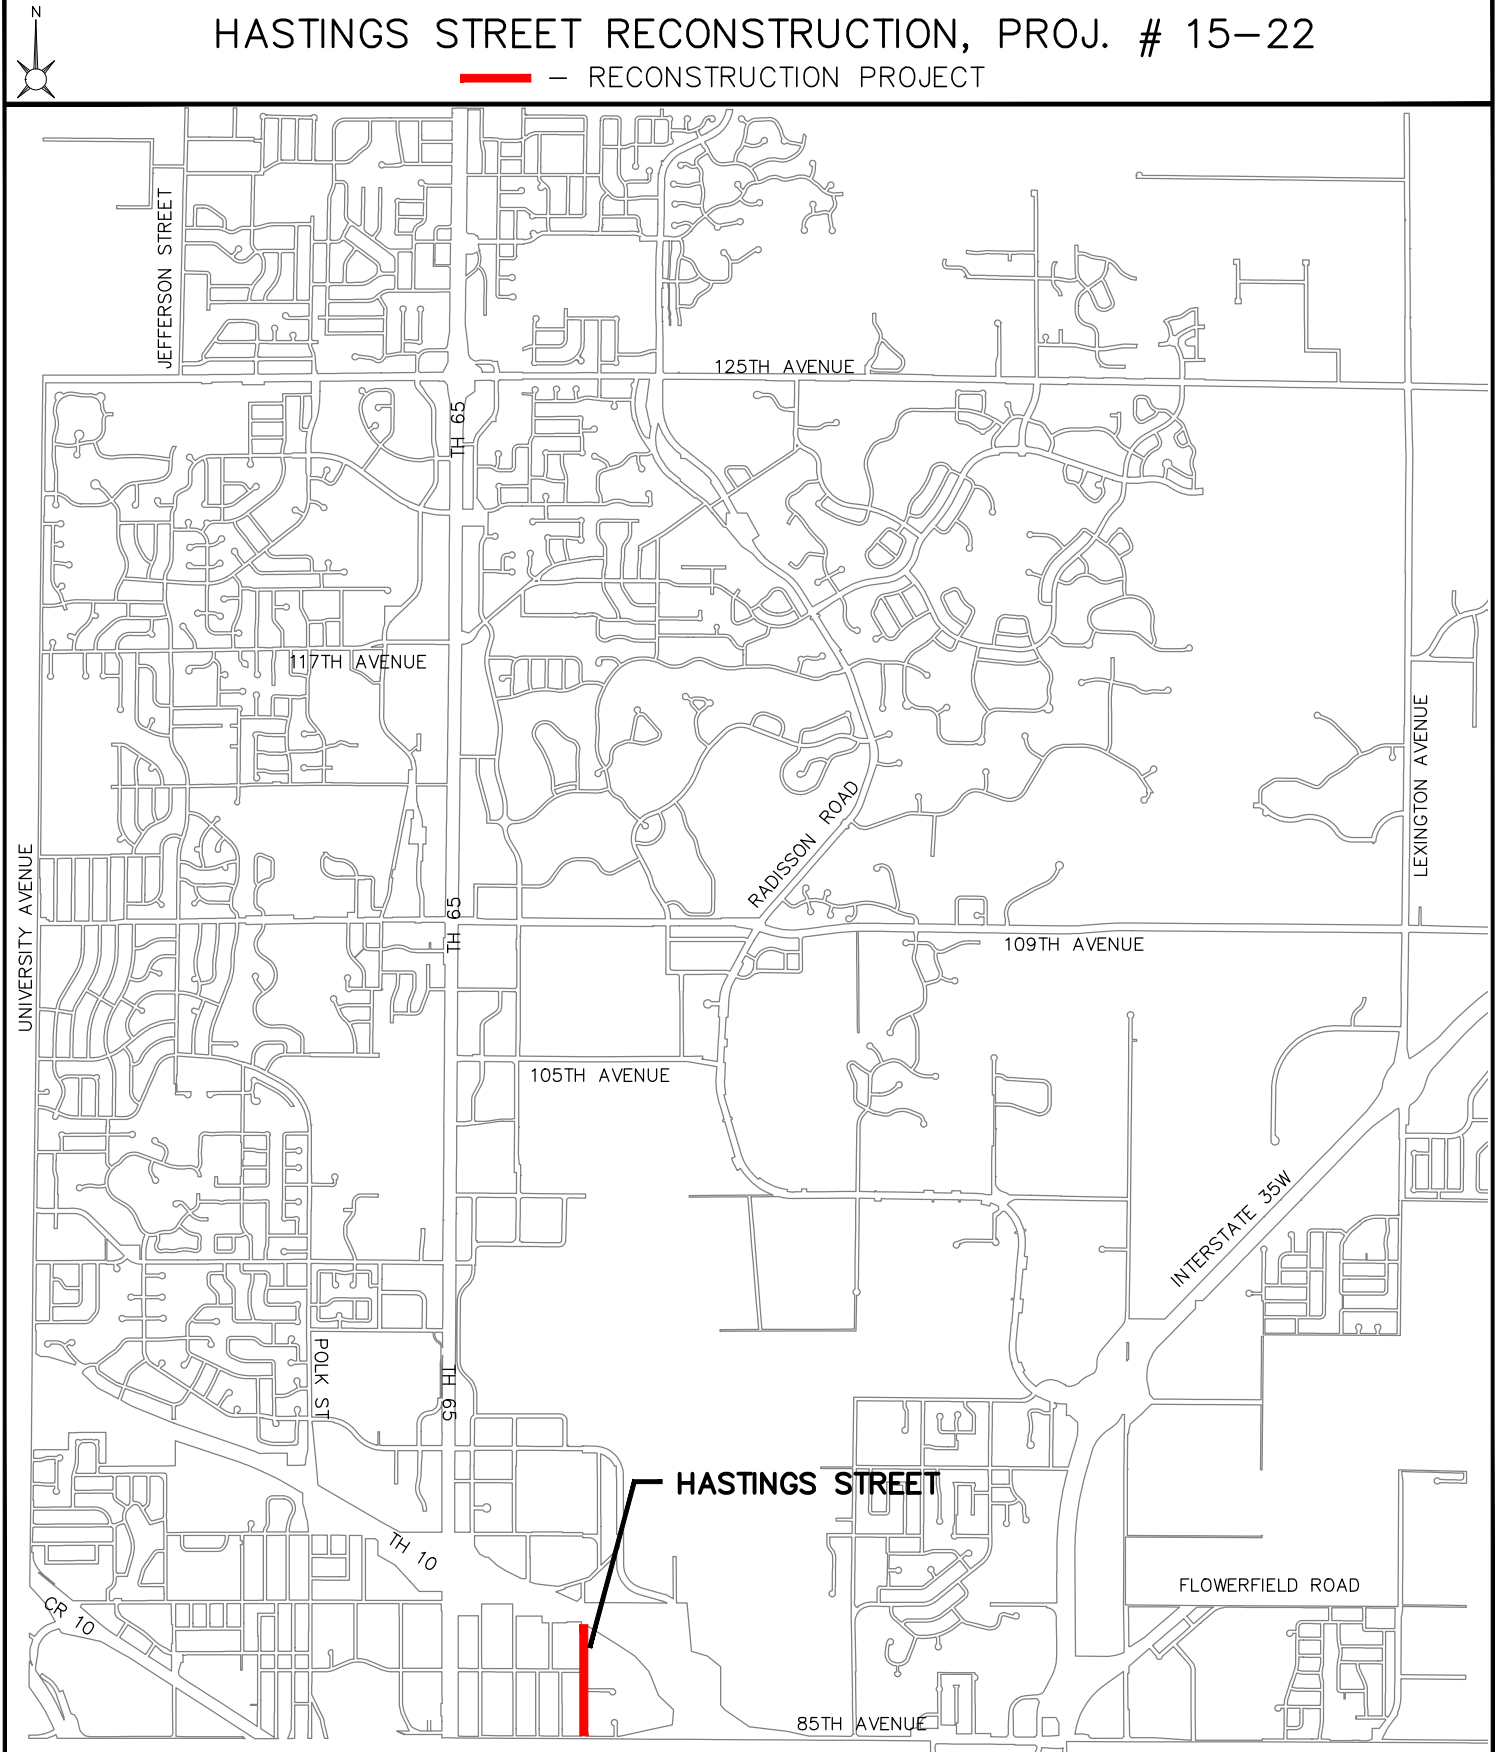 N
HASTINGS STREET RECONSTRUCTION, PROJ. # 15-22
— RECONSTRUCTION PROJECT
JEFFERSON STREET
125TH AVENUE
TH 65
117TH AVENUE
LEXINGTON AVENUE
RADISSON ROAD
UNIVERSITY AVENUE
TH 65
109TH AVENUE
105TH AVENUE
INTERSTATE 35W
POLK ST
TH 65
HASTINGS STREET
TH 10
FLOWERFIELD ROAD
CR 10
85TH AVENUE